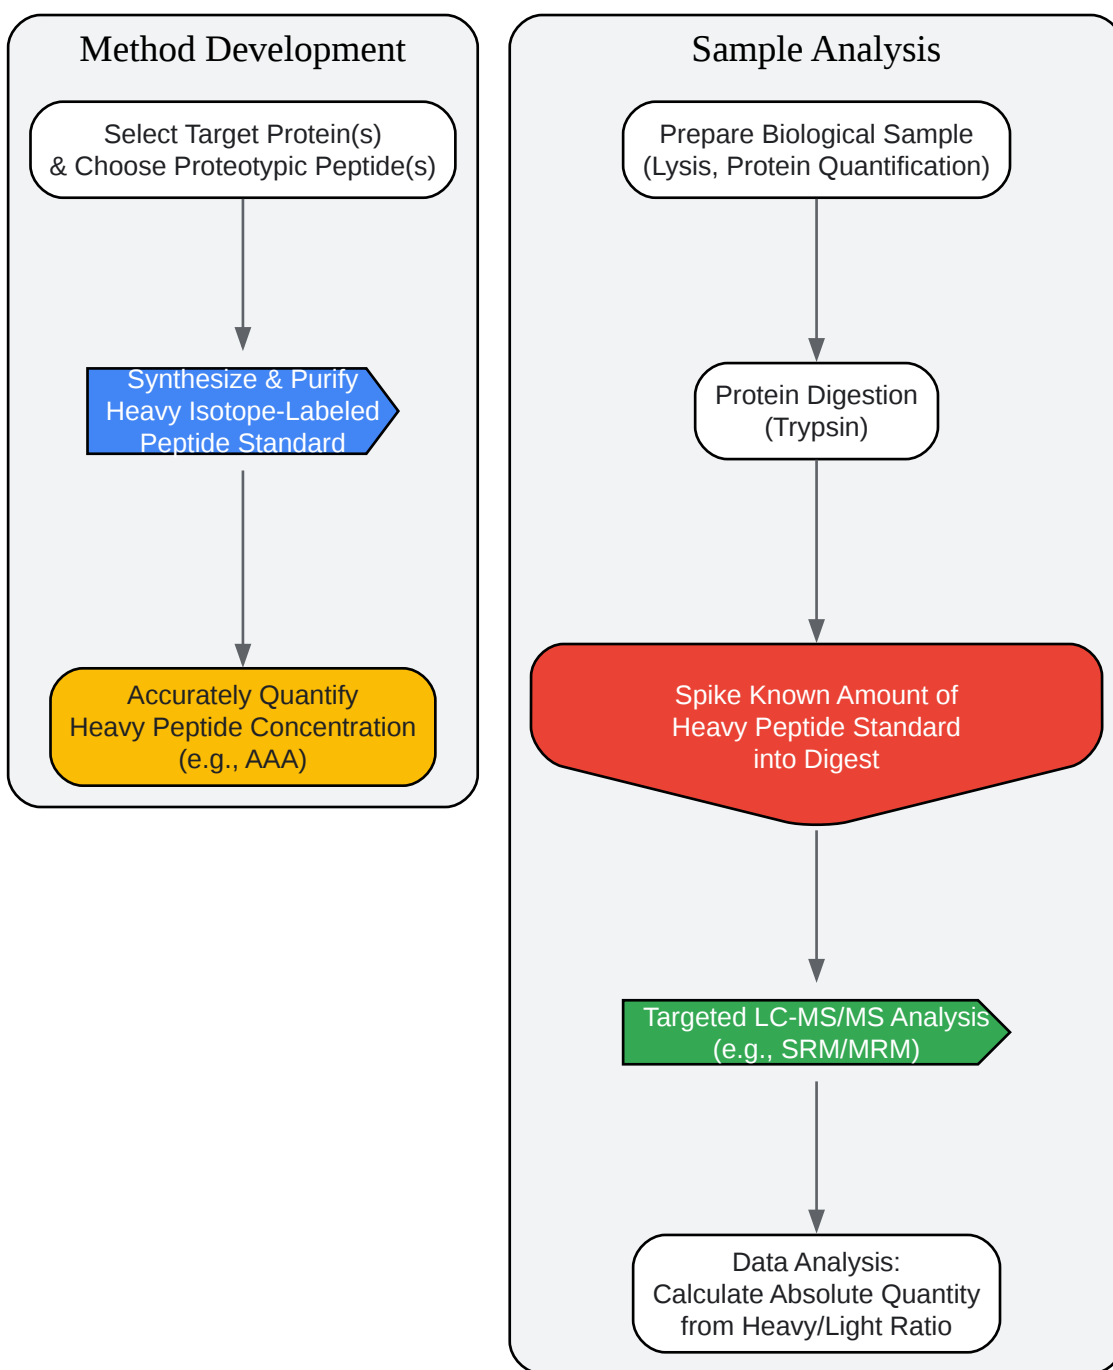 Method Development
Select Target Protein(s)
& Choose Proteotypic Peptide(s)
Synthesize & Purify
Heavy Isotope-Labeled
Peptide Standard
Accurately Quantify
Heavy Peptide Concentration
(e.g., AAA)
Sample Analysis
Prepare Biological Sample
(Lysis, Protein Quantification)
Protein Digestion
(Trypsin)
Spike Known Amount of
Heavy Peptide Standard
into Digest
Targeted LC-MS/MS Analysis
(e.g., SRM/MRM)
Data Analysis:
Calculate Absolute Quantity
from Heavy/Light Ratio